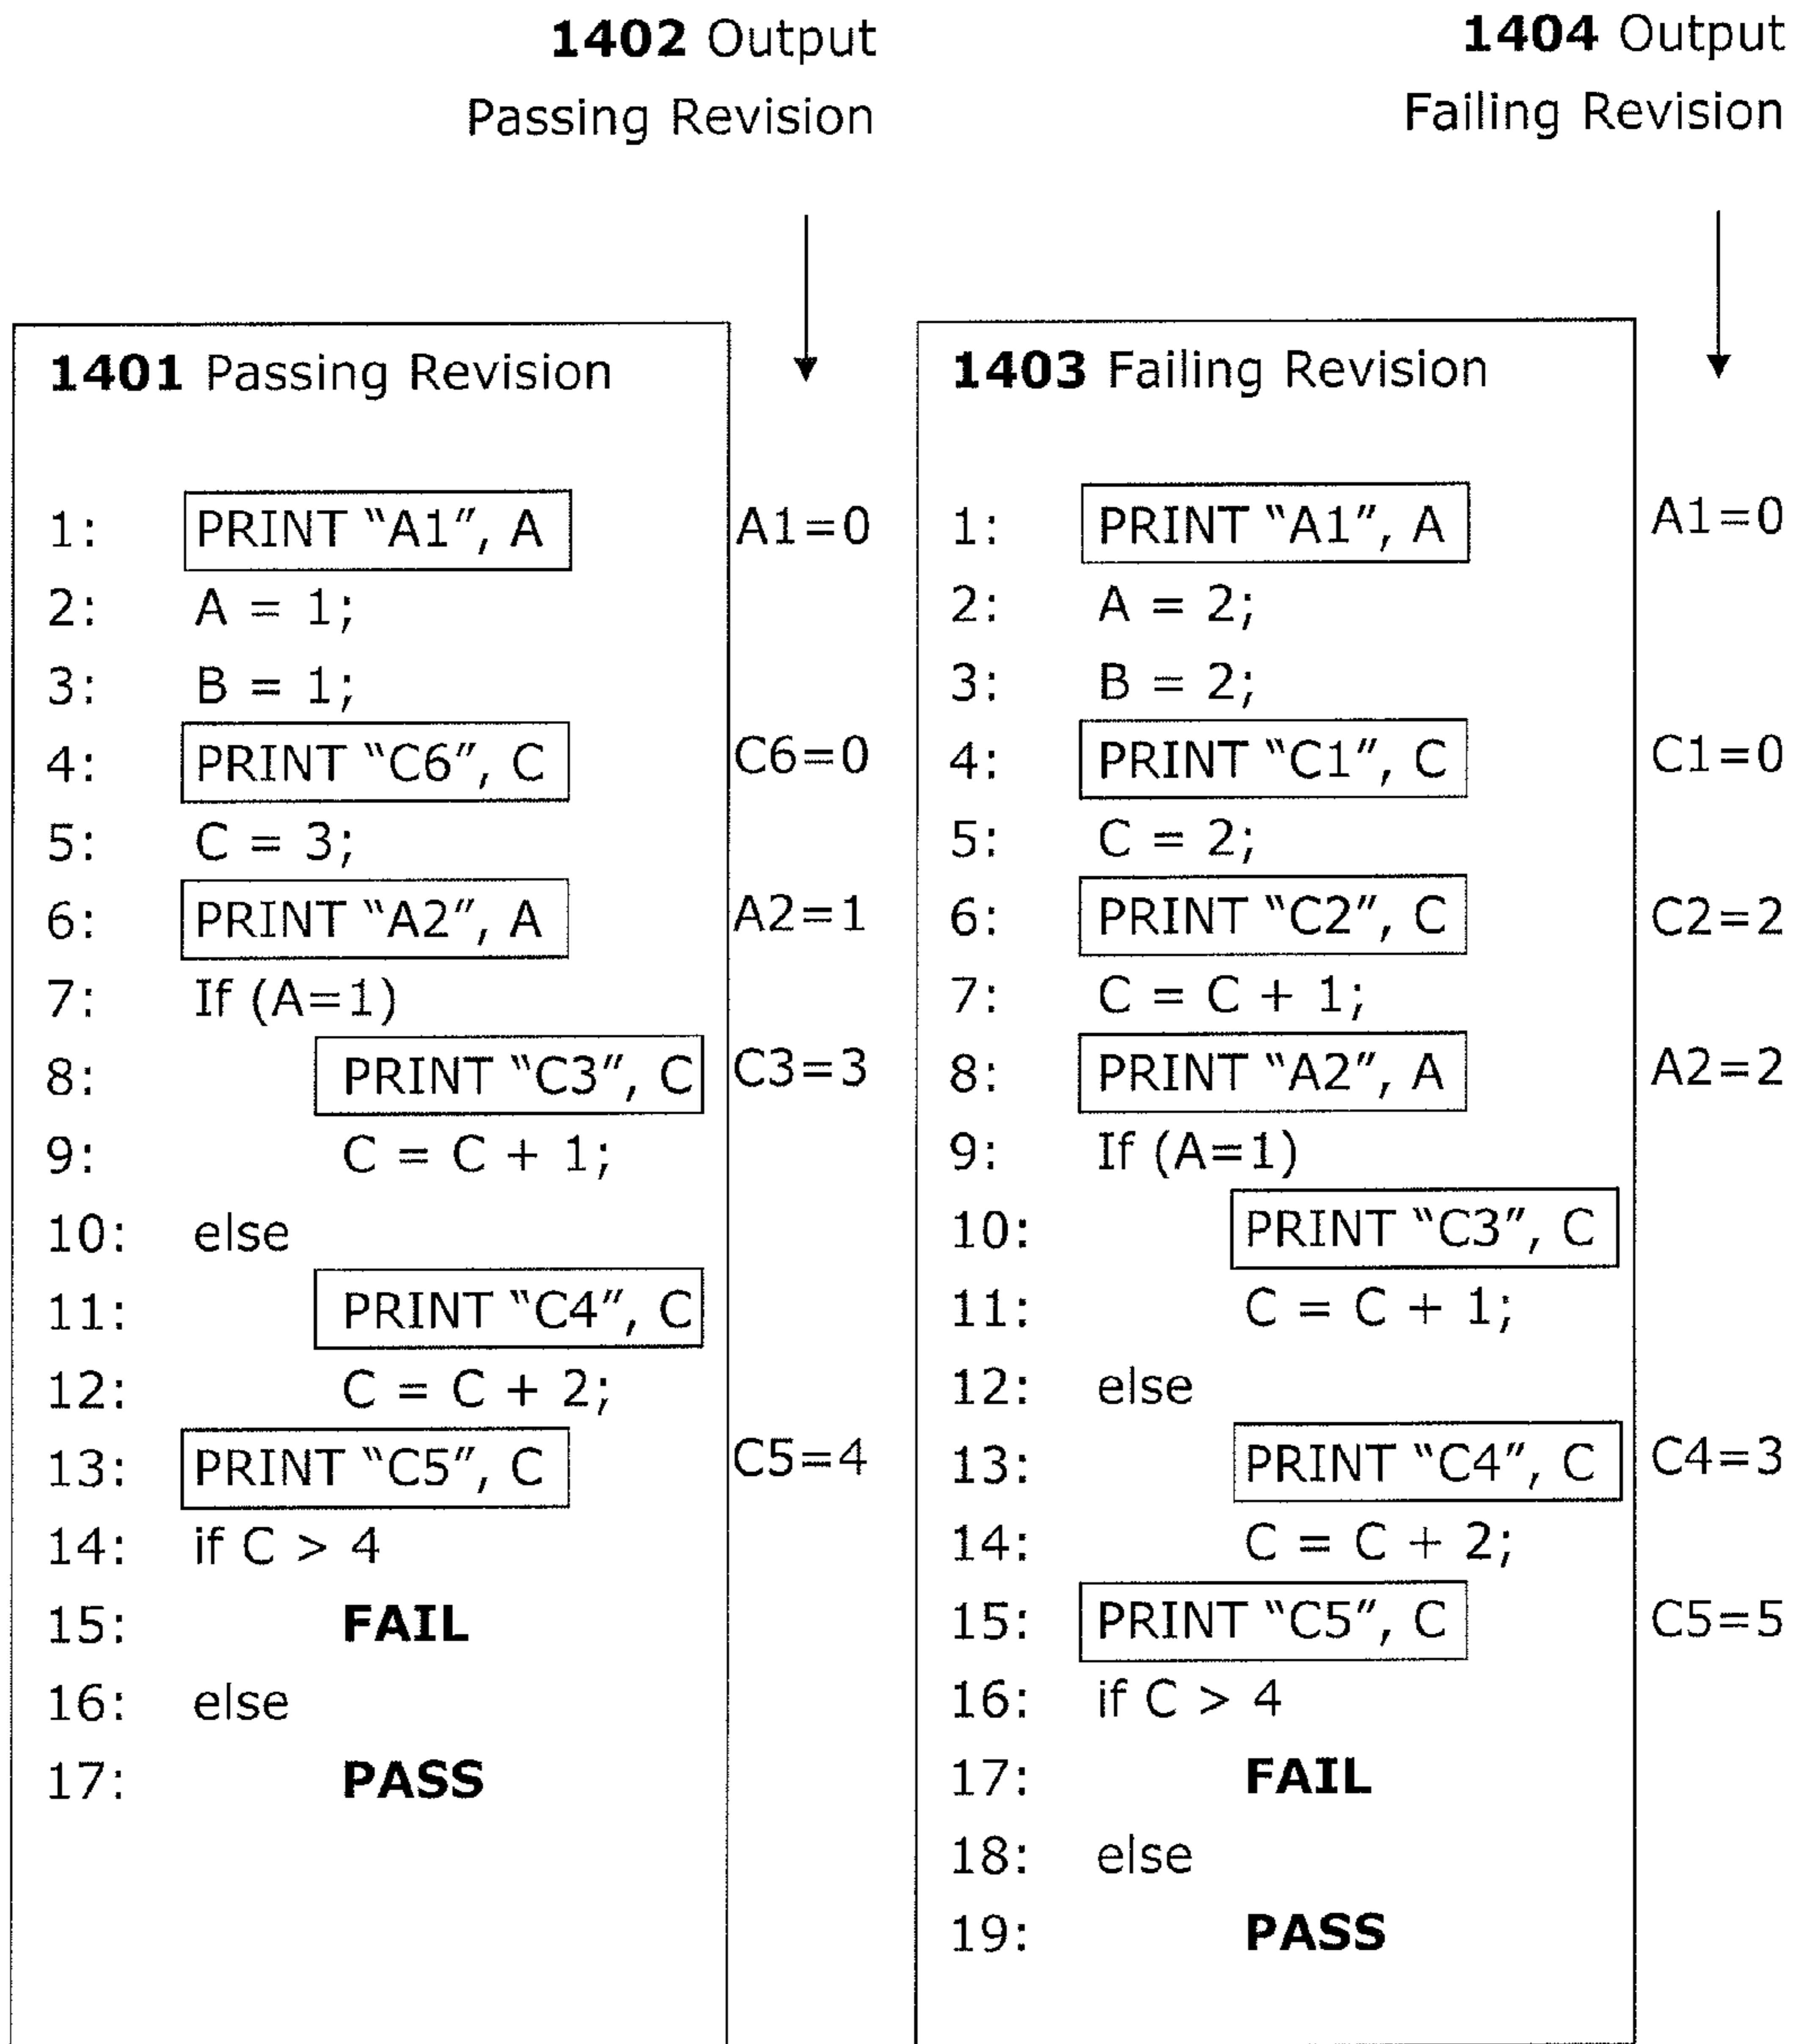 1402 Output
Passing Revision
1404 Output
Failing Revision
1401 Passing Revision
1: PRINT “A1”, A A1=0
2: A = 1;
3: B = 1;
4: PRINT “C6”, C C6=0
5: C = 3;
6: PRINT “A2”, A A2=1
7: If (A=1)
8: PRINT “C3”, C C3=3
9: C = C + 1;
10: else
11: PRINT “C4”, C
12: C = C + 2;
13: PRINT “C5”, C C5=4
14: if C > 4
15: FAIL
16: else
17: PASS
1403 Failing Revision
1: PRINT “A1”, A A1=0
2: A = 2;
3: B = 2;
4: PRINT “C1”, C C1=0
5: C = 2;
6: PRINT “C2”, C C2=2
7: C = C + 1;
8: PRINT “A2”, A A2=2
9: If (A=1)
10: PRINT “C3”, C
11: C = C + 1;
12: else
13: PRINT “C4”, C C4=3
14: C = C + 2;
15: PRINT “C5”, C C5=5
16: if C > 4
17: FAIL
18: else
19: PASS